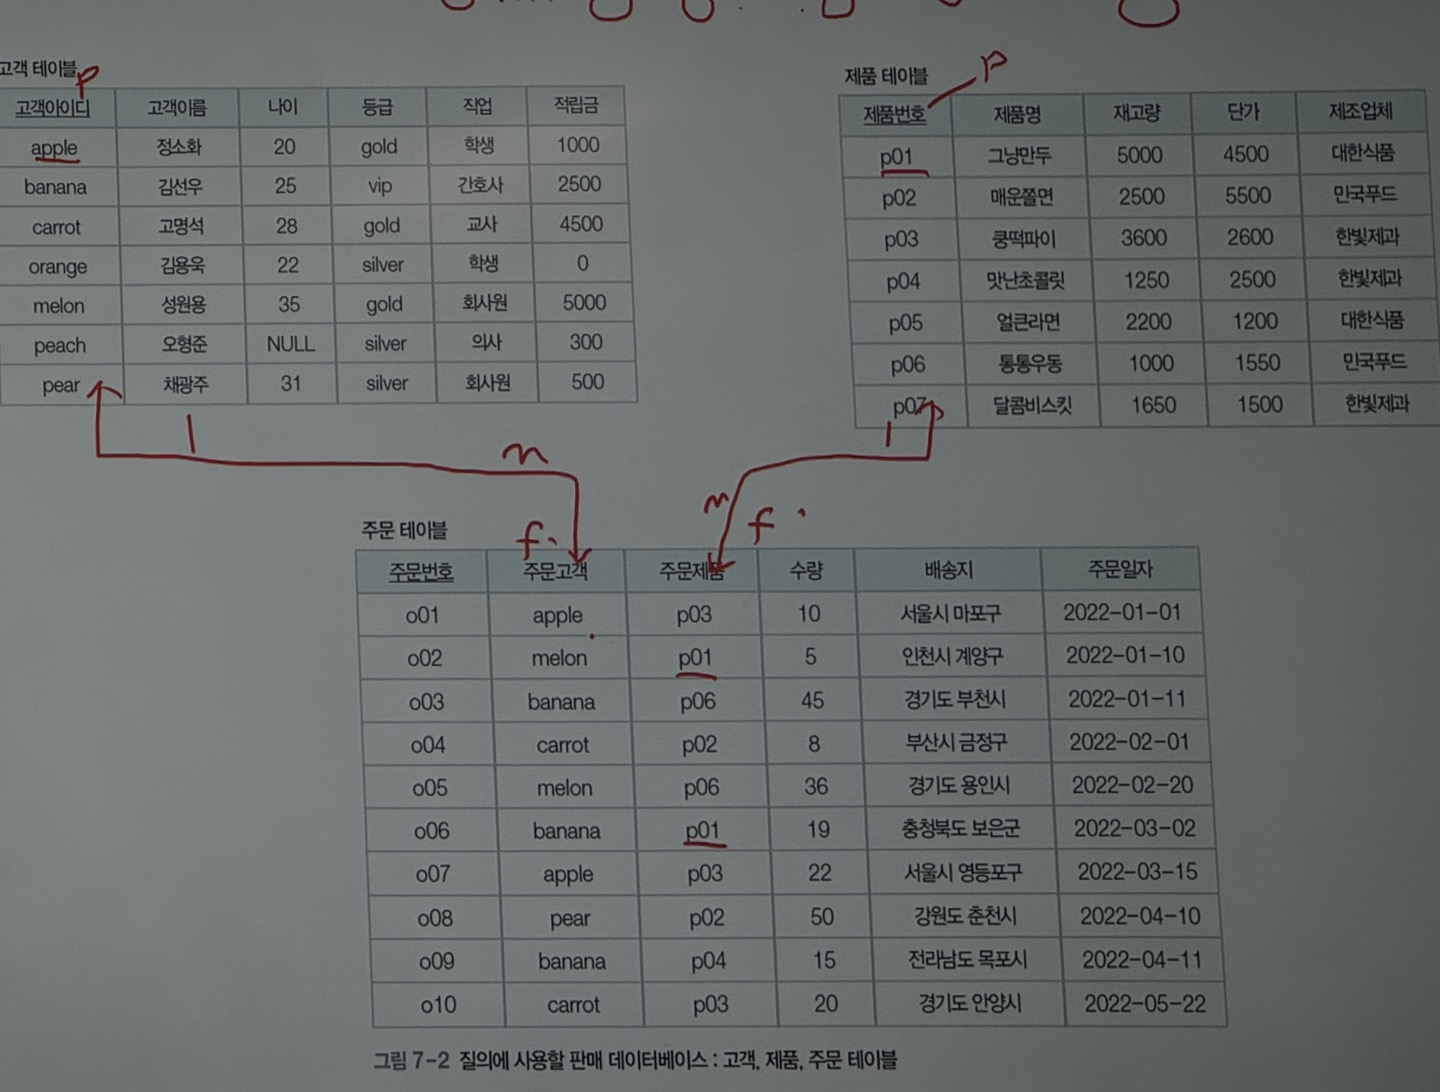 고객 테이블
p
고객아이디 고객이름 나이 등급 직업 적립금
apple 정소화 20 gold 학생 1000
banana 김선우 25 vip 간호사 2500
carrot 고명석 28 gold 교사 4500
orange 김용욱 22 silver 학생 0
melon 성원용 35 gold 회사원 5000
peach 오형준 NULL silver 의사 300
pear 채광주 31 silver 회사원 500
제품 테이블
p
제품번호 제품명 재고량 단가 제조업체
p01 그냥만두 5000 4500 대한식품
p02 매운쫄면 2500 5500 민국푸드
p03 쿵떡파이 3600 2600 한빛제과
p04 맛난초콜릿 1250 2500 한빛제과
p05 얼큰라면 2200 1200 대한식품
p06 통통우동 1000 1550 민국푸드
p07 달콤비스킷 1650 1500 한빛제과
1 n
n 1
f. f.
주문 테이블
주문번호 주문고객 주문제품 수량 배송지 주문일자
o01 apple p03 10 서울시 마포구 2022-01-01
o02 melon p01 5 인천시 계양구 2022-01-10
o03 banana p06 45 경기도 부천시 2022-01-11
o04 carrot p02 8 부산시 금정구 2022-02-01
o05 melon p06 36 경기도 용인시 2022-02-20
o06 banana p01 19 충청북도 보은군 2022-03-02
o07 apple p03 22 서울시 영등포구 2022-03-15
o08 pear p02 50 강원도 춘천시 2022-04-10
o09 banana p04 15 전라남도 목포시 2022-04-11
o10 carrot p03 20 경기도 안양시 2022-05-22
그림 7-2 질의에 사용할 판매 데이터베이스 : 고객, 제품, 주문 테이블